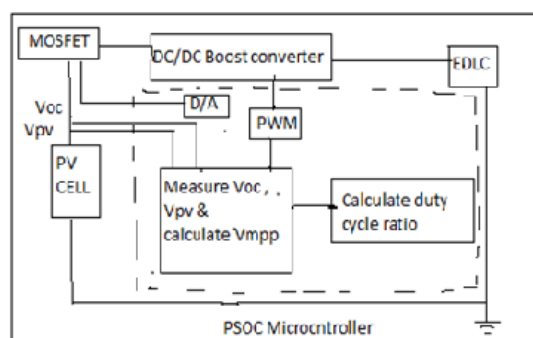 MOSFET
DC/DC Boost converter
EDLC
Voc
D/A
Vpv
PWM
PV
CELL
Measure Voc, ,
Vpv &
calculate Vmpp
Calculate duty
cycle ratio
PSOC Microcntroller